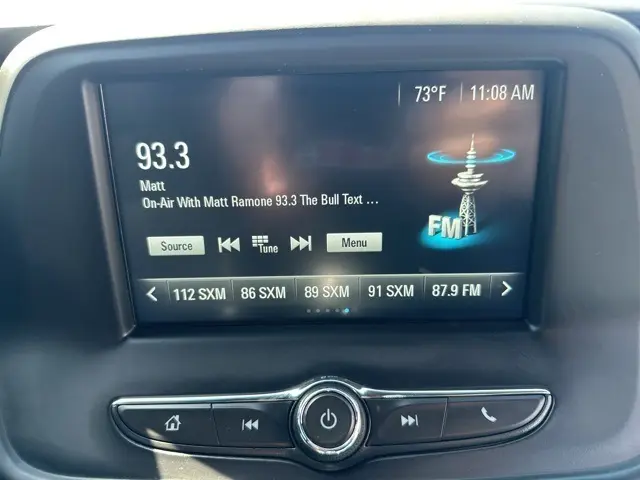 73°F 11:08 AM
93.3
Matt
On-Air With Matt Ramone 93.3 The Bull Text ...
FM
Source Tune Menu
112 SXM 86 SXM 89 SXM 91 SXM 87.9 FM